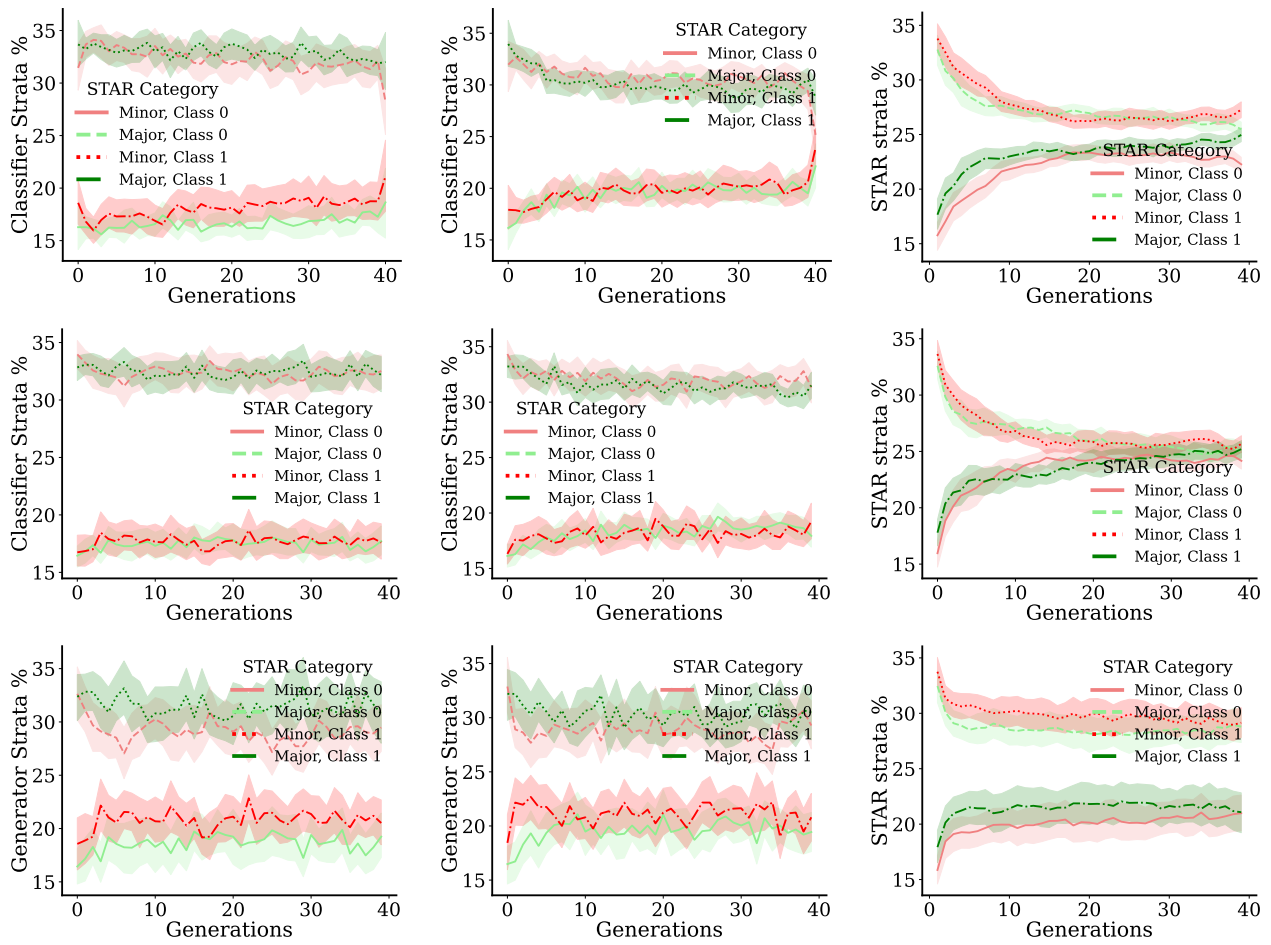 Classifier Strata %
35
30
25
20
15
STAR Category
Minor, Class 0
Major, Class 0
Minor, Class 1
Major, Class 1
0 10 20 30 40
Generations
Classifier Strata %
35
30
25
20
15
STAR Category
Minor, Class 0
Major, Class 0
Minor, Class 1
Major, Class 1
0 10 20 30 40
Generations
STAR strata %
35
30
25
20
15
STAR Category
Minor, Class 0
Major, Class 0
Minor, Class 1
Major, Class 1
0 10 20 30 40
Generations
Classifier Strata %
35
30
25
20
15
STAR Category
Minor, Class 0
Major, Class 0
Minor, Class 1
Major, Class 1
0 10 20 30 40
Generations
Classifier Strata %
35
30
25
20
15
STAR Category
Minor, Class 0
Major, Class 0
Minor, Class 1
Major, Class 1
0 10 20 30 40
Generations
STAR strata %
35
30
25
20
15
STAR Category
Minor, Class 0
Major, Class 0
Minor, Class 1
Major, Class 1
0 10 20 30 40
Generations
Generator Strata %
35
30
25
20
15
STAR Category
Minor, Class 0
Major, Class 0
Minor, Class 1
Major, Class 1
0 10 20 30 40
Generations
Generator Strata %
35
30
25
20
15
STAR Category
Minor, Class 0
Major, Class 0
Minor, Class 1
Major, Class 1
0 10 20 30 40
Generations
STAR strata %
35
30
25
20
15
STAR Category
Minor, Class 0
Major, Class 0
Minor, Class 1
Major, Class 1
0 10 20 30 40
Generations